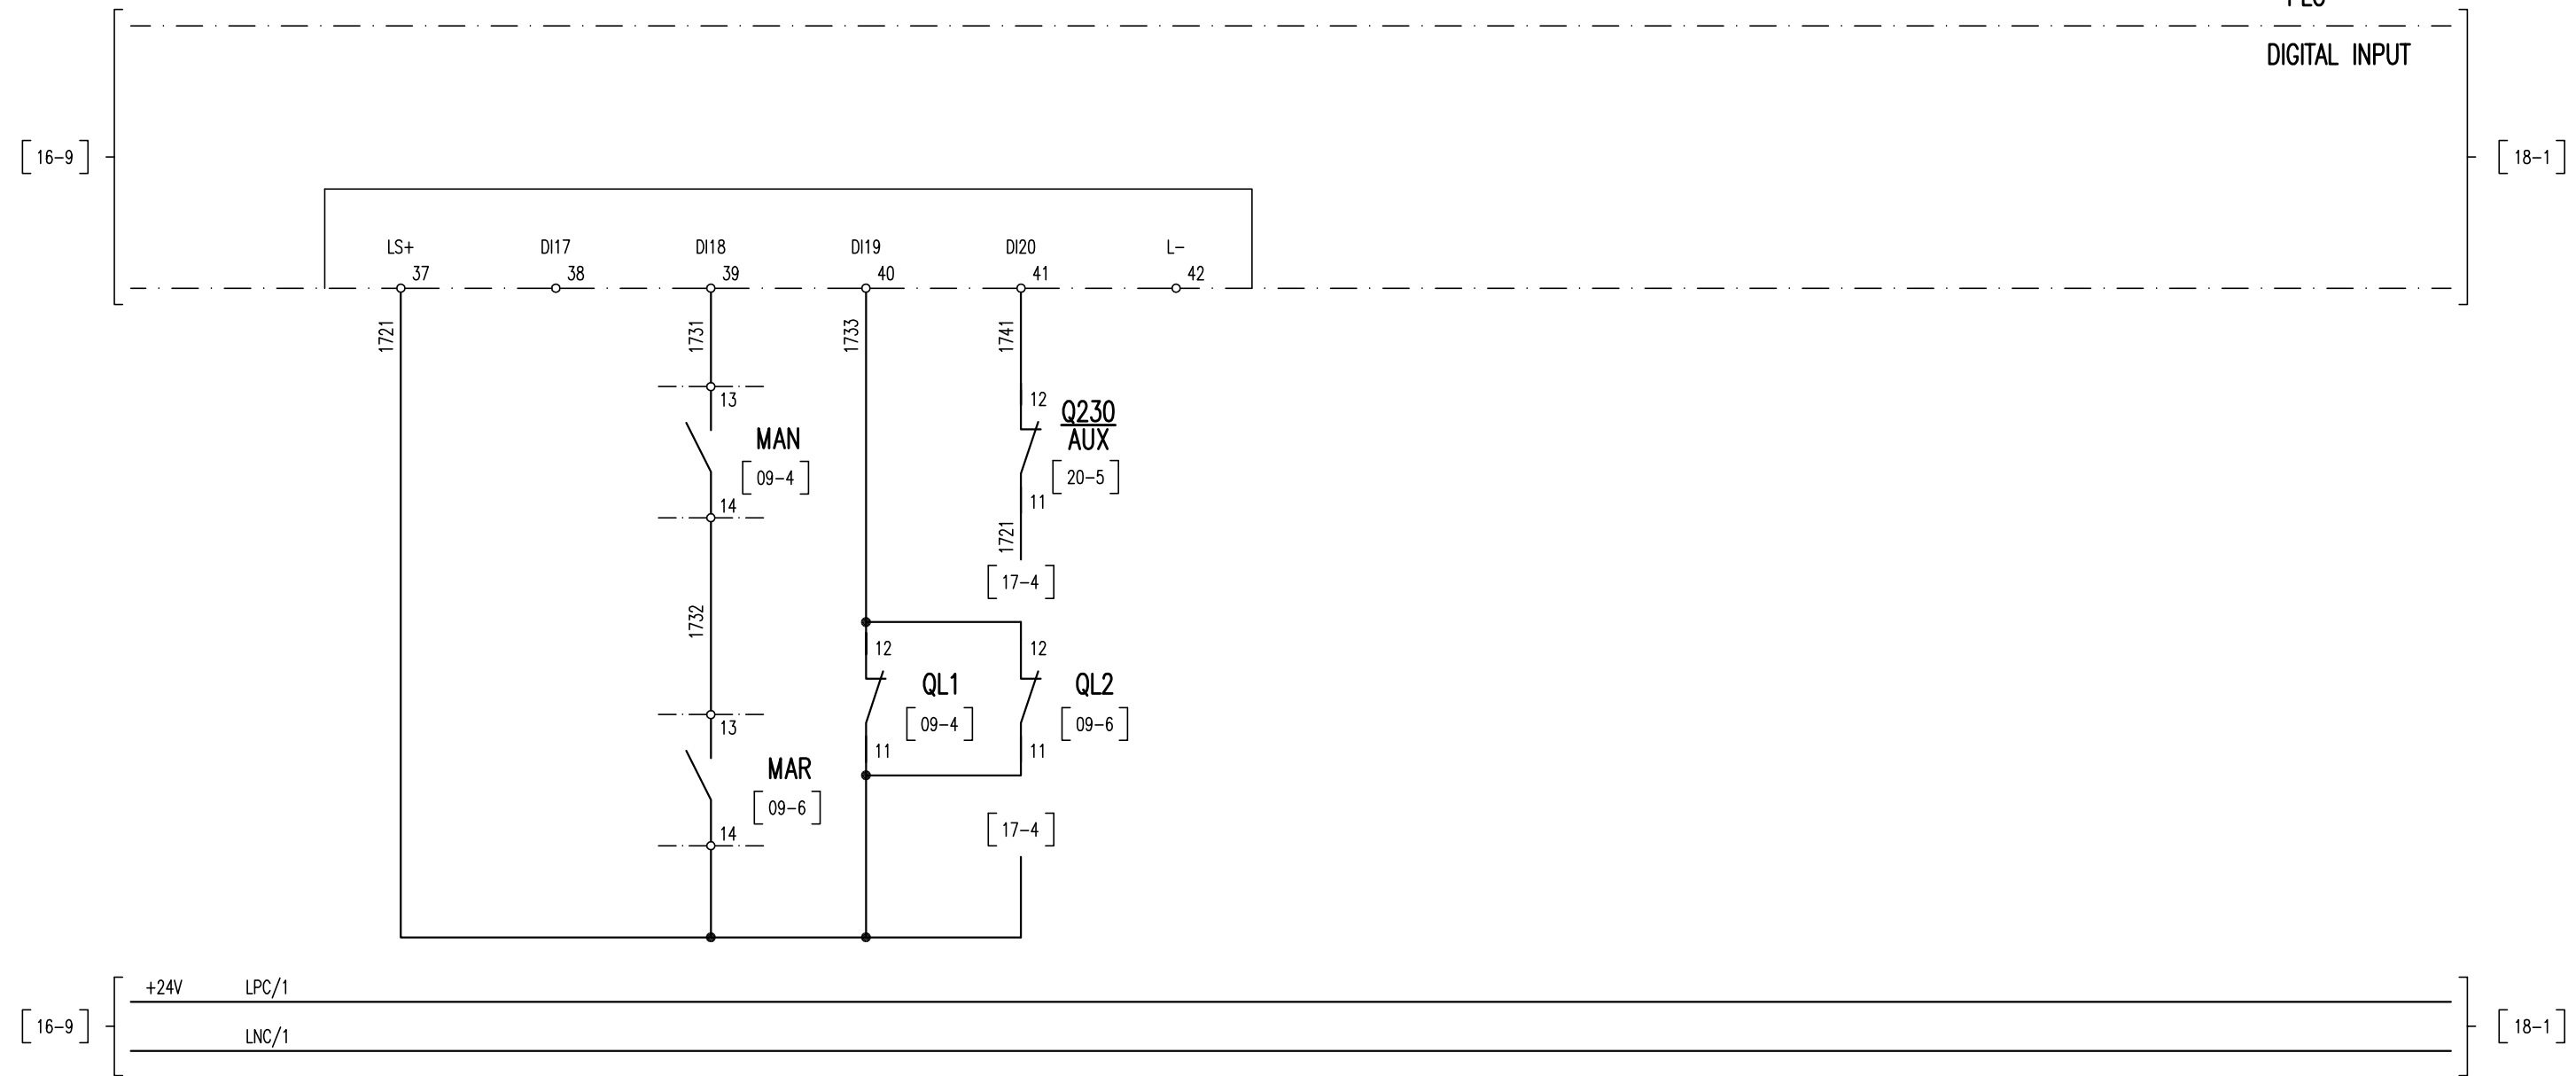 DIGITAL INPUT
16-9
18-1
LS+ DI17 DI18 DI19 DI20 L-
37 38 39 40 41 42
1721 1731 1733 1741
13 12 Q230
MAN AUX
09-4 20-5
14 11
1721
17-4
1732
12 12
13 QL1 QL2
09-4 09-6
11 11
MAR
09-6
14 17-4
+24V LPC/1
16-9 18-1
LNC/1